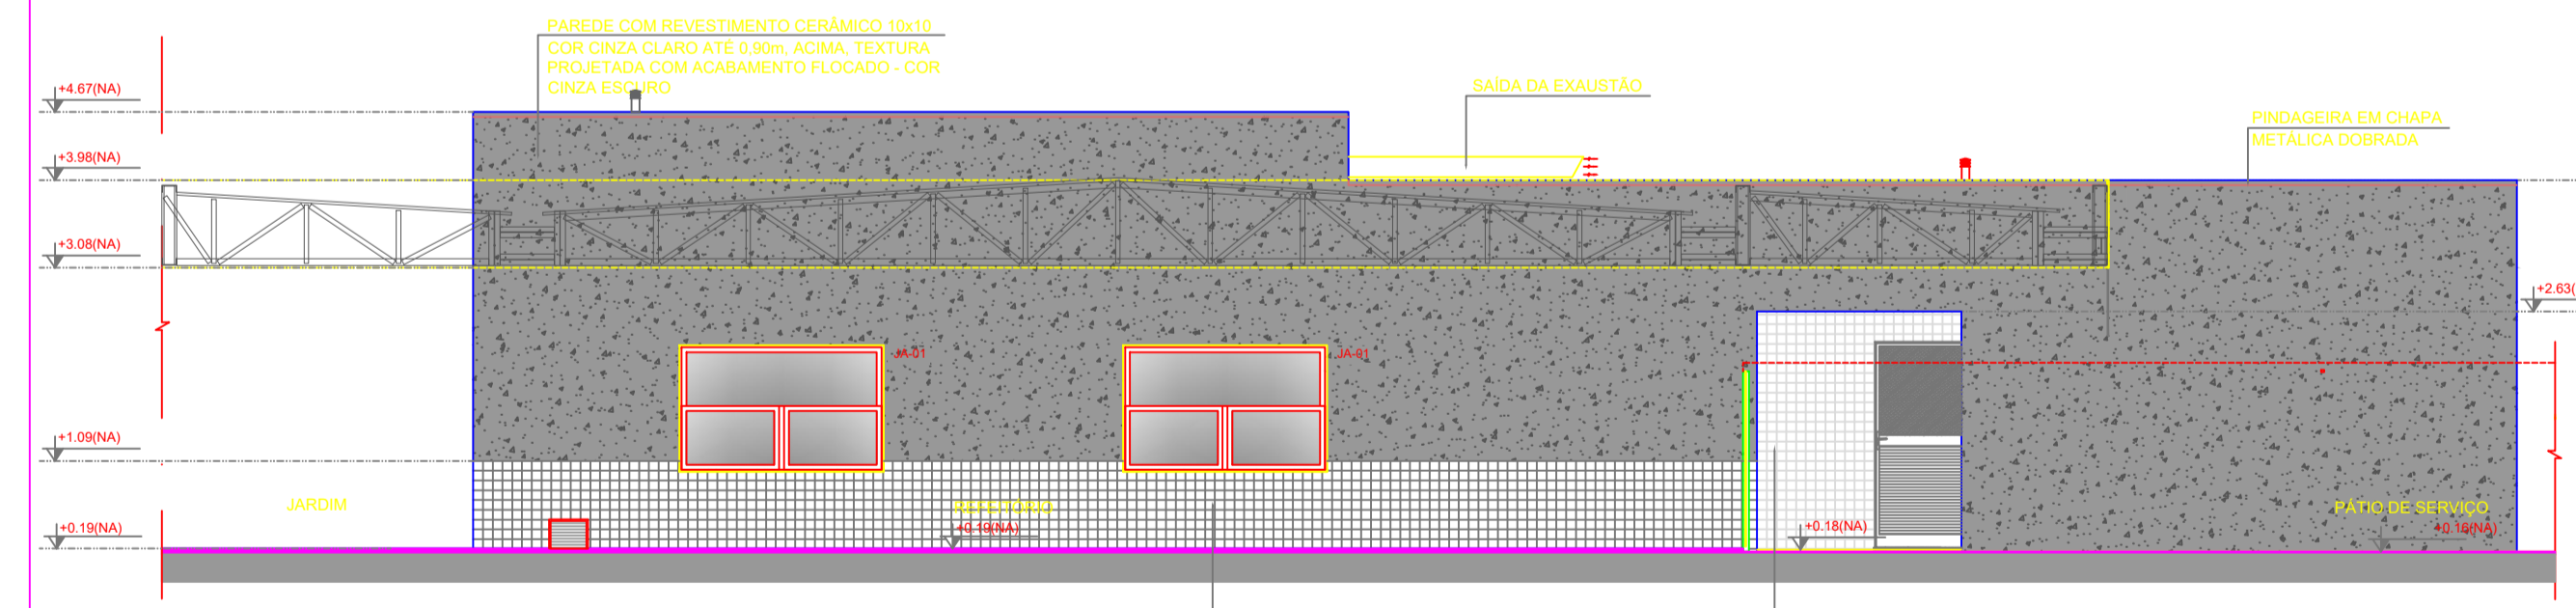 PAREDE COM REVESTIMENTO CERÂMICO 10x10
COR CINZA CLARO ATÉ 0,90m, ACIMA, TEXTURA
PROJETADA COM ACABAMENTO FLOCADO - COR
CINZA ESCURO
SAÍDA DA EXAUSTÃO
PINDAGEIRA EM CHAPA
METÁLICA DOBRADA
+4.67(NA)
+3.98(NA)
+3.08(NA)
+2.63(
JA-01
JA-01
+1.09(NA)
JARDIM
REFEITÓRIO
PÁTIO DE SERVIÇO
+0.19(NA)
+0.19(NA)
+0.18(NA)
+0.16(NA)